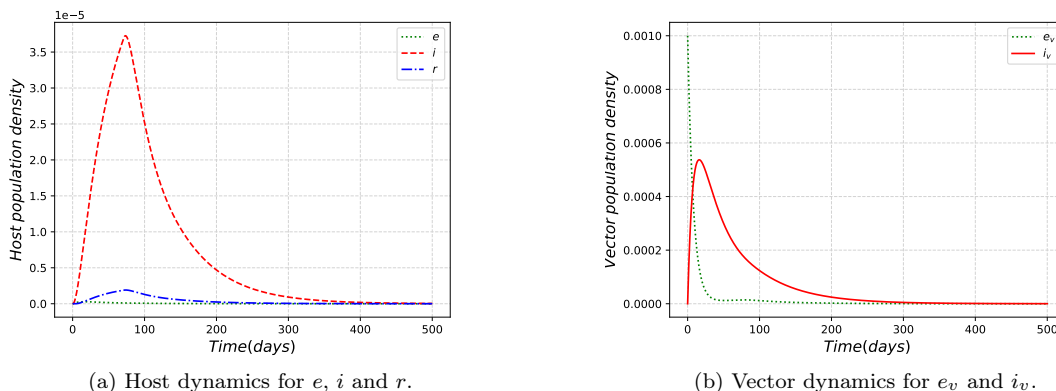 1e−5
Host population density
3.5
3.0
2.5
2.0
1.5
1.0
0.5
0.0
e
i
r
0 100 200 300 400 500
Time(days)
(a) Host dynamics for e, i and r.
Vector population density
0.0010
0.0008
0.0006
0.0004
0.0002
0.0000
e_v
i_v
0 100 200 300 400 500
Time(days)
(b) Vector dynamics for e_v and i_v.